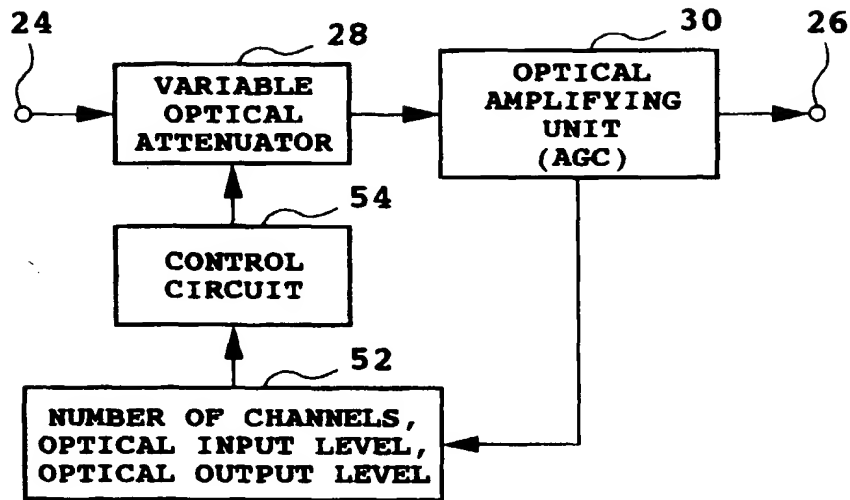 24
28
30
26
VARIABLE
OPTICAL
ATTENUATOR
OPTICAL
AMPLIFYING
UNIT
(AGC)
54
CONTROL
CIRCUIT
52
NUMBER OF CHANNELS,
OPTICAL INPUT LEVEL,
OPTICAL OUTPUT LEVEL